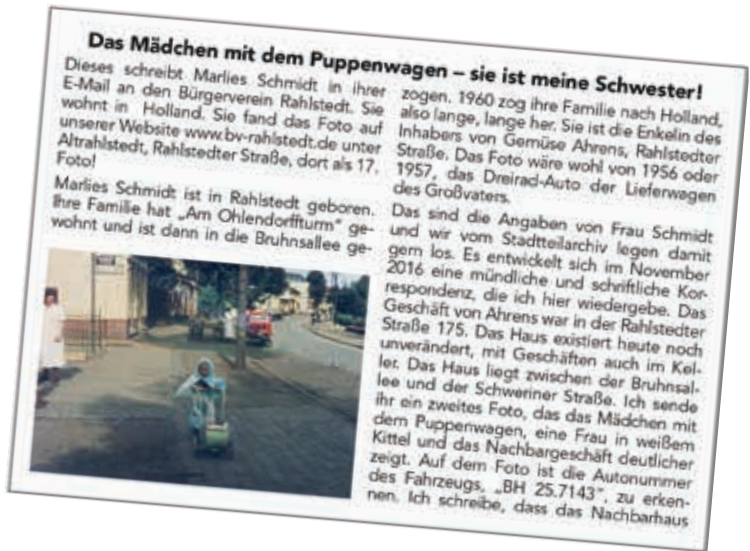 Das Mädchen mit dem Puppenwagen – sie ist meine Schwester!
Dieses schreibt Marlies Schmidt in ihrer
E-Mail an den Bürgerverein Rahlstedt. Sie
wohnt in Holland. Sie fand das Foto auf
unserer Website www.bv-rahlstedt.de unter
Altrahlstedt, Rahlstedter Straße, dort als 17.
Foto!
Marlies Schmidt ist in Rahlstedt geboren.
Ihre Familie hat „Am Ohlendorffturm“ ge-
wohnt und ist dann in die Bruhnsallee ge-
zogen. 1960 zog ihre Familie nach Holland,
also lange, lange her. Sie ist die Enkelin des
Inhabers von Gemüse Ahrens, Rahlstedter
Straße. Das Foto wäre wohl von 1956 oder
1957, das Dreirad-Auto der Lieferwagen
des Großvaters.
Das sind die Angaben von Frau Schmidt
und wir vom Stadtteilarchiv legen damit
gern los. Es entwickelt sich im November
2016 eine mündliche und schriftliche Kor-
respondenz, die ich hier wiedergebe. Das
Geschäft von Ahrens war in der Rahlstedter
Straße 175. Das Haus existiert heute noch
unverändert, mit Geschäften auch im Kel-
ler. Das Haus liegt zwischen der Bruhnsal-
lee und der Schweriner Straße. Ich sende
ihr ein zweites Foto, das das Mädchen mit
dem Puppenwagen, eine Frau in weißem
Kittel und das Nachbargeschäft deutlicher
zeigt. Auf dem Foto ist die Autonummer
des Fahrzeugs, „BH 25.7143“, zu erken-
nen. Ich schreibe, dass das Nachbarhaus